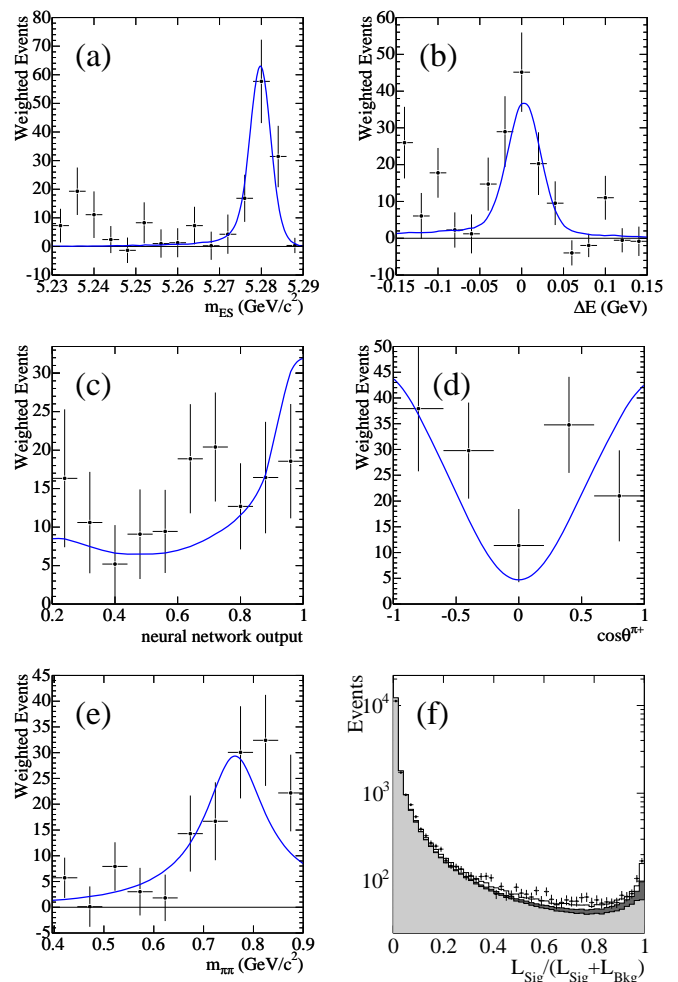 (a)
Weighted Events
80
70
60
50
40
30
20
10
0
-10
5.23 5.24 5.25 5.26 5.27 5.28 5.29
m_ES (GeV/c²)
(b)
Weighted Events
60
50
40
30
20
10
0
-10
-0.15 -0.1 -0.05 0 0.05 0.1 0.15
ΔE (GeV)
(c)
Weighted Events
30
25
20
15
10
5
0
0.2 0.4 0.6 0.8 1
neural network output
(d)
Weighted Events
50
45
40
35
30
25
20
15
10
5
0
-1 -0.5 0 0.5 1
cosθ^π+
(e)
Weighted Events
45
40
35
30
25
20
15
10
5
0
-5
0.4 0.5 0.6 0.7 0.8 0.9
m_ππ (GeV/c²)
(f)
Events
10⁴
10³
10²
0 0.2 0.4 0.6 0.8 1
L_Sig/(L_Sig+L_Bkg)